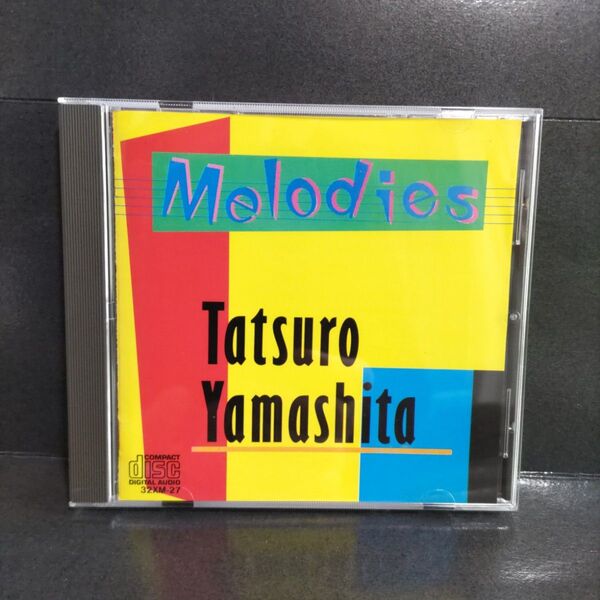 Melodies
Tatsuro
Yamashita
COMPACT
disc
DIGITAL AUDIO
32XM-27